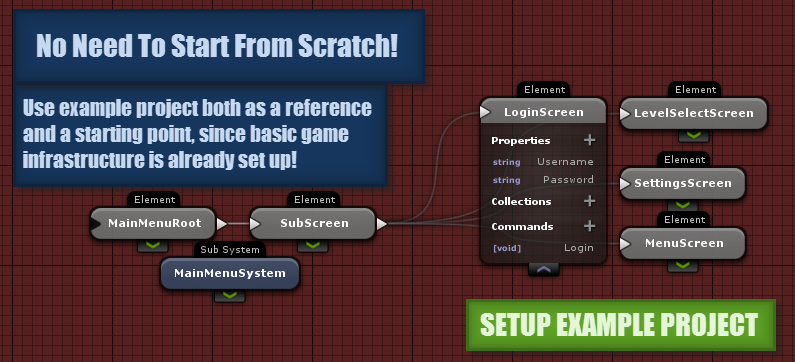 No Need To Start From Scratch!
Use example project both as a reference
and a starting point, since basic game
infrastructure is already set up!
Element
MainMenuRoot
Element
SubScreen
Sub System
MainMenuSystem
Element
LoginScreen
Properties +
string Username
string Password
Collections +
Commands +
[void] Login
Element
LevelSelectScreen
Element
SettingsScreen
Element
MenuScreen
SETUP EXAMPLE PROJECT